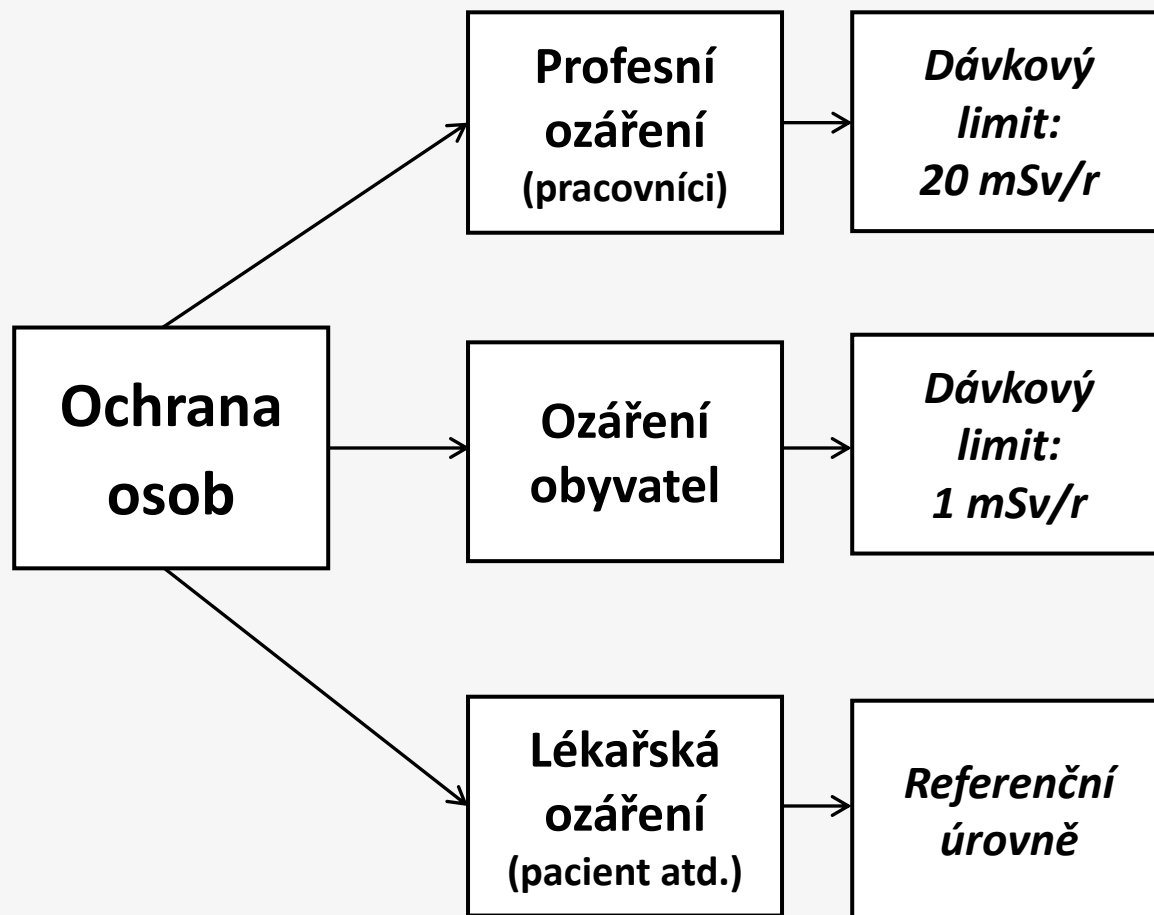 Profesní
ozáření
(pracovníci)
Dávkový
limit:
20 mSv/r
Ochrana
osob
Ozáření
obyvatel
Dávkový
limit:
1 mSv/r
Lékařská
ozáření
(pacient atd.)
Referenční
úrovně